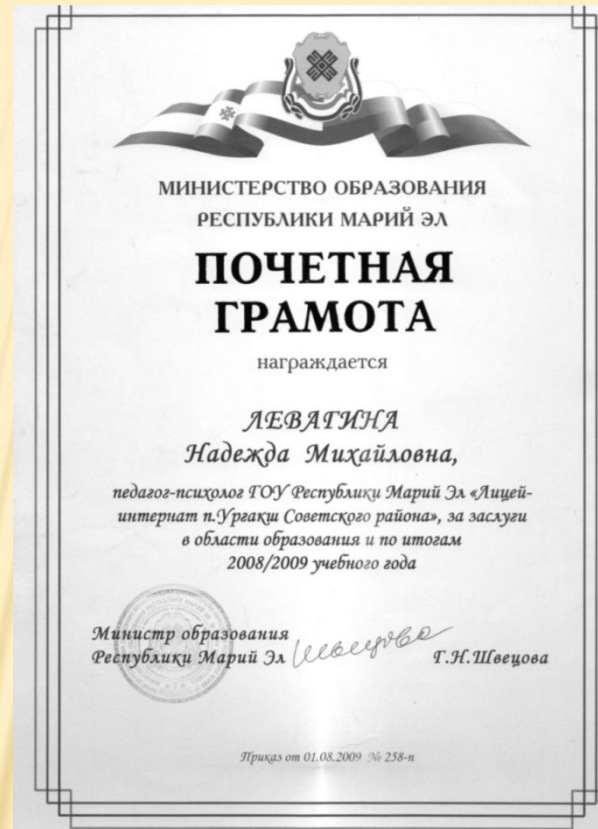 МИНИСТЕРСТВО ОБРАЗОВАНИЯ
РЕСПУБЛИКИ МАРИЙ ЭЛ
ПОЧЕТНАЯ
ГРАМОТА
награждается
ЛЕВАГИНА
Надежда Михайловна,
педагог-психолог ГОУ Республики Марий Эл «Лицей-
интернат п.Ургакш Советского района», за заслуги
в области образования и по итогам
2008/2009 учебного года
Министр образования
Республики Марий Эл Швецова Г.Н.Швецова
Приказ от 01.08.2009 № 258-п